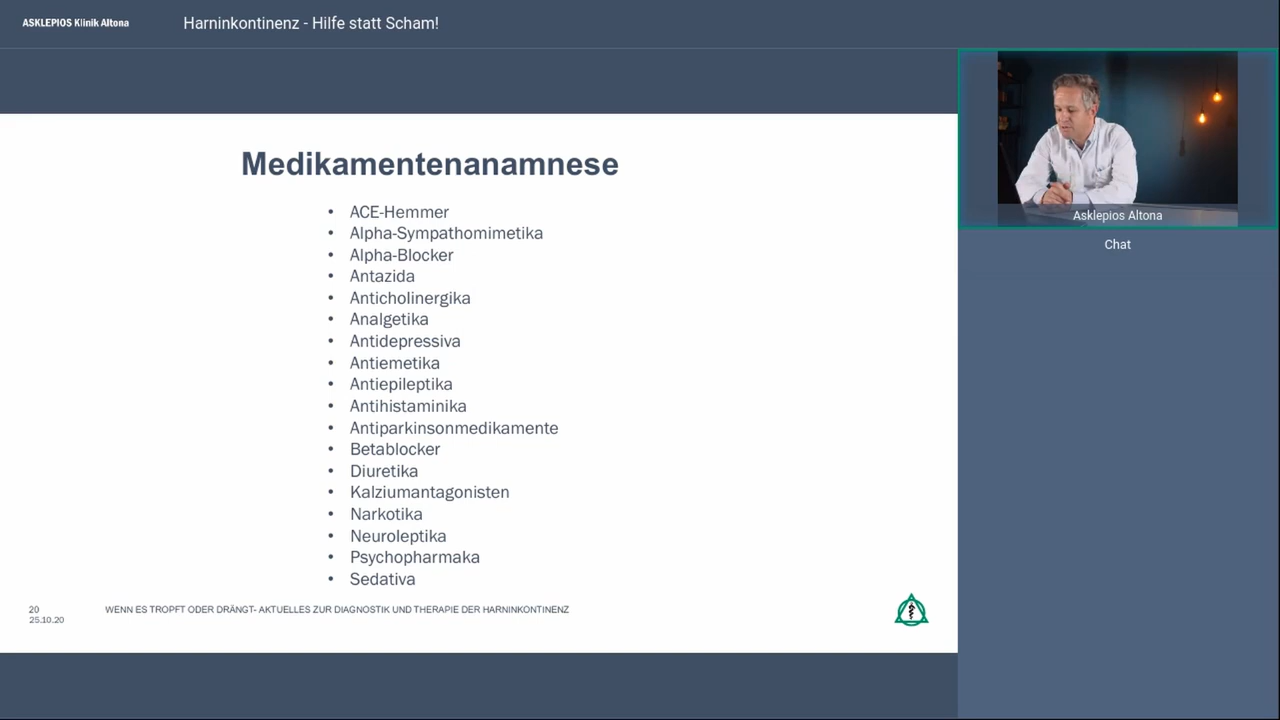 ASKLEPIOS Klinik Altona
Harninkontinenz - Hilfe statt Scham!
Medikamentenanamnese
• ACE-Hemmer
• Alpha-Sympathomimetika
• Alpha-Blocker
• Antazida
• Anticholinergika
• Analgetika
• Antidepressiva
• Antiemetika
• Antiepileptika
• Antihistaminika
• Antiparkinsonmedikamente
• Betablocker
• Diuretika
• Kalziumantagonisten
• Narkotika
• Neuroleptika
• Psychopharmaka
• Sedativa
20
25.10.20
WENN ES TROPFT ODER DRÄNGT- AKTUELLES ZUR DIAGNOSTIK UND THERAPIE DER HARNINKONTINENZ
Asklepios Altona
Chat